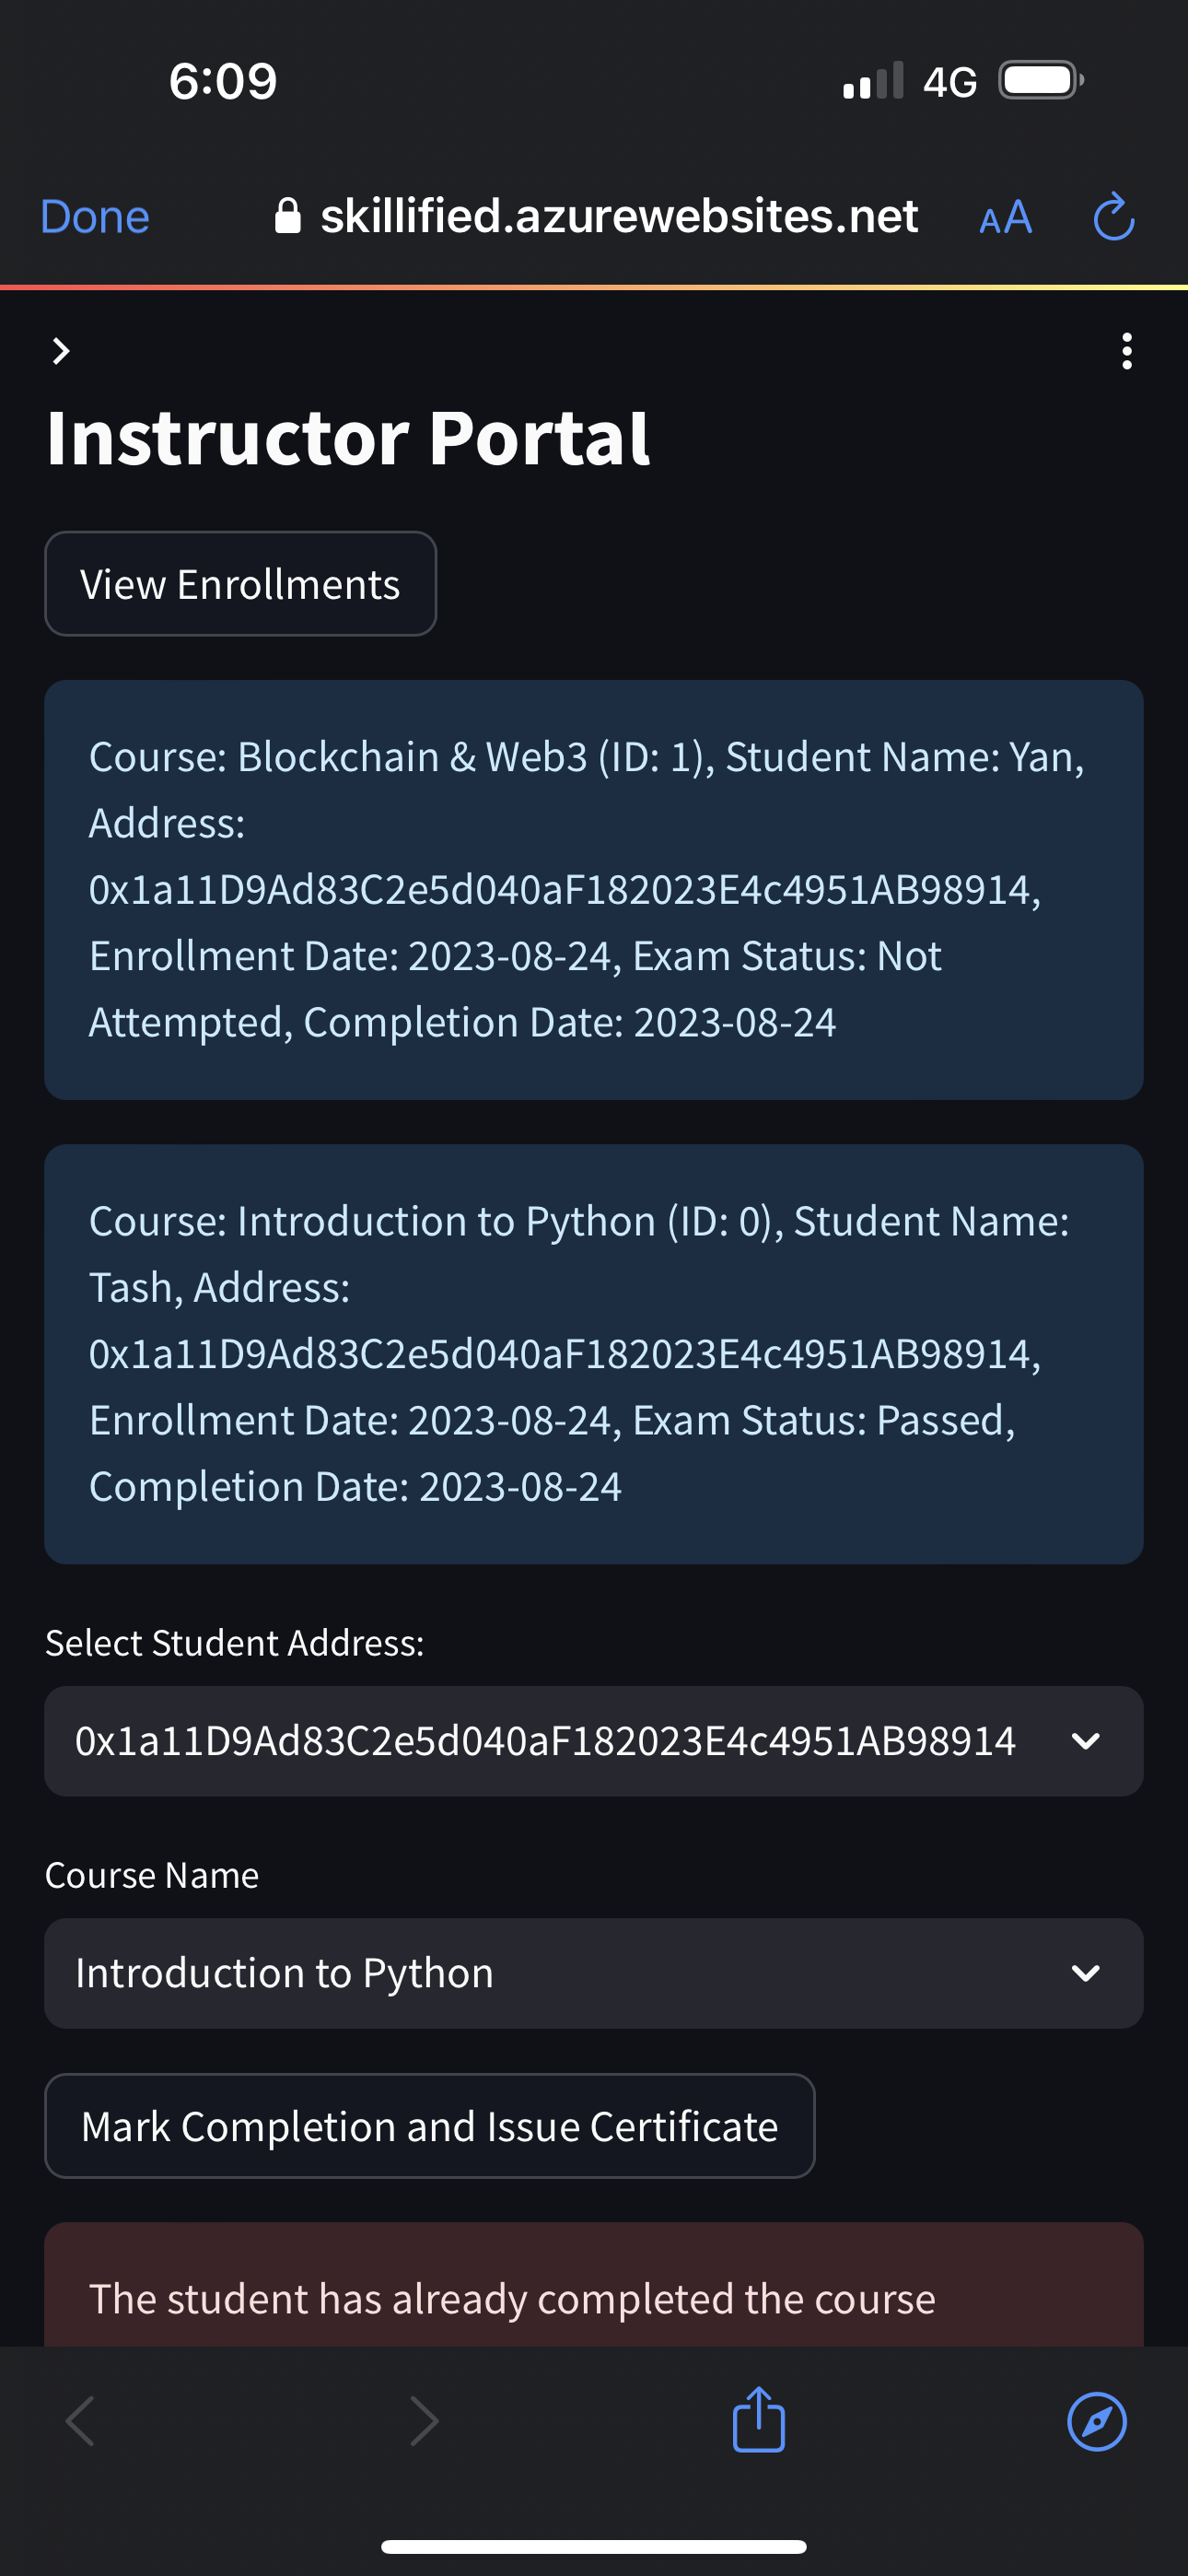 6:09
4G
Done
skillified.azurewebsites.net
AA
Instructor Portal
View Enrollments
Course: Blockchain & Web3 (ID: 1), Student Name: Yan,
Address:
0x1a11D9Ad83C2e5d040aF182023E4c4951AB98914,
Enrollment Date: 2023-08-24, Exam Status: Not
Attempted, Completion Date: 2023-08-24
Course: Introduction to Python (ID: 0), Student Name:
Tash, Address:
0x1a11D9Ad83C2e5d040aF182023E4c4951AB98914,
Enrollment Date: 2023-08-24, Exam Status: Passed,
Completion Date: 2023-08-24
Select Student Address:
0x1a11D9Ad83C2e5d040aF182023E4c4951AB98914
Course Name
Introduction to Python
Mark Completion and Issue Certificate
The student has already completed the course